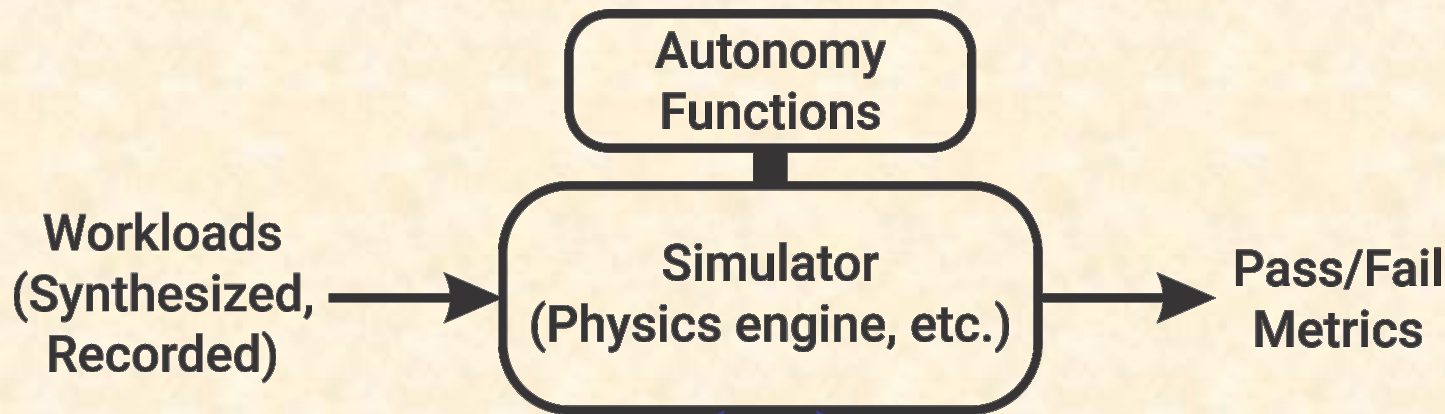 Autonomy
Functions
Workloads
(Synthesized,
Recorded)
Simulator
(Physics engine, etc.)
Pass/Fail
Metrics